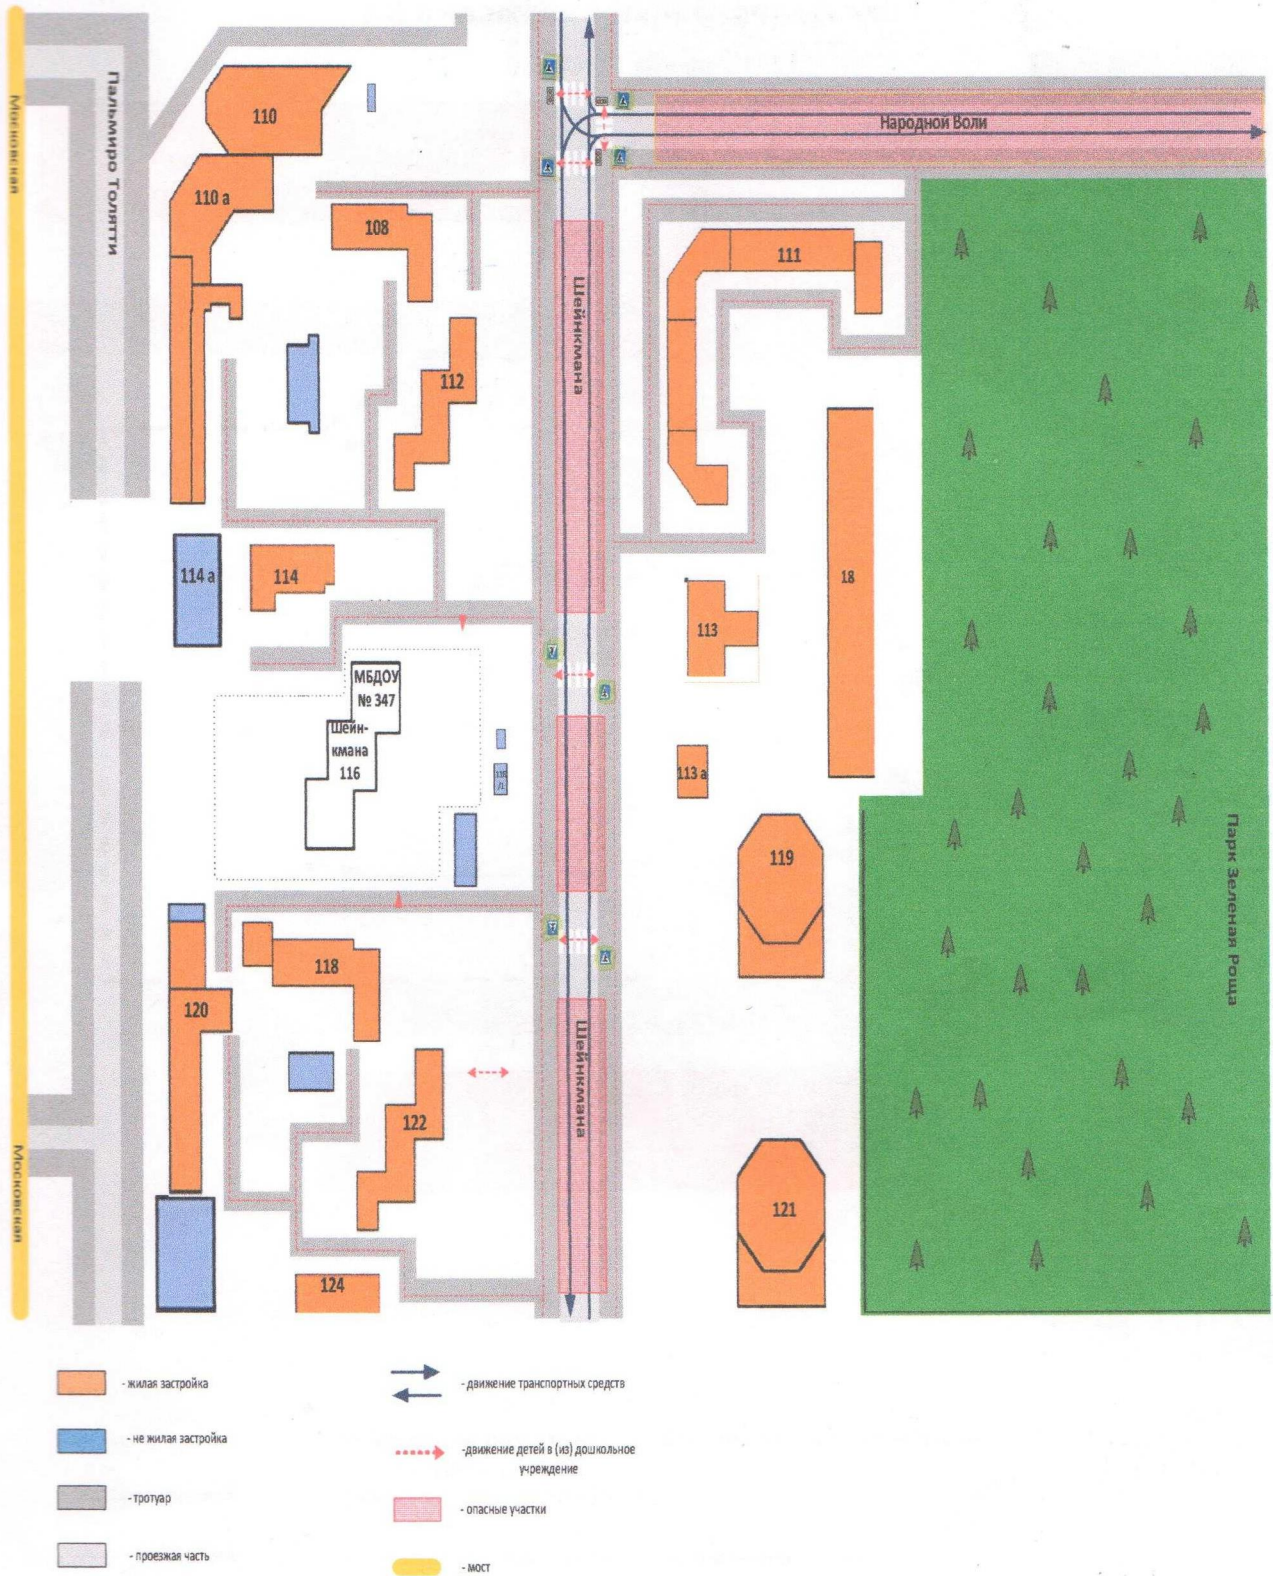 Московская
Пальмиро Толятти
110
110 а
108
Народной Воли
111
Шейнкмана
112
114 а
114
18
113
МБДОУ
№ 347
Шейн-
кмана
116
113 а
119
Парк Зеленая Роща
118
120
Шейнкмана
122
121
124
Московская
- жилая застройка
- не жилая застройка
- тротуар
- проезжая часть
- движение транспортных средств
-движение детей в (из) дошкольное
учреждение
- опасные участки
- мост